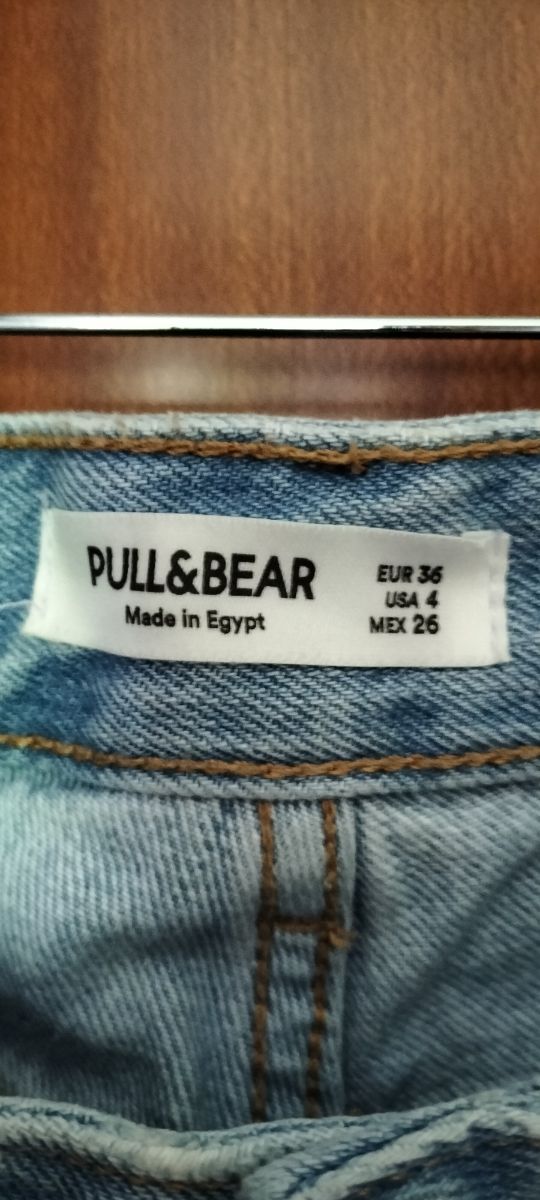 PULL&BEAR
Made in Egypt
EUR 36
USA 4
MEX 26